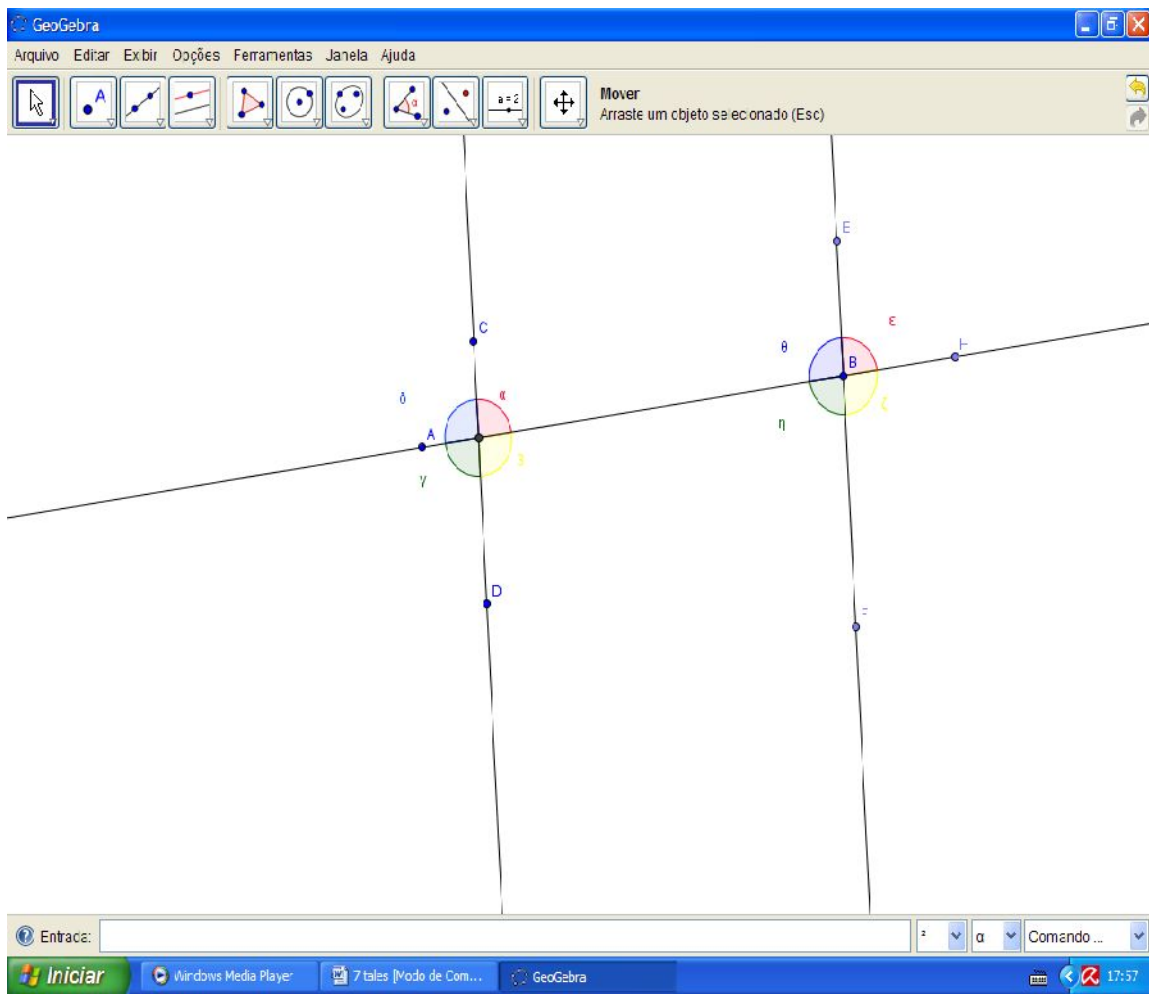 GeoGebra
Arquivo Editar Exibir Opções Ferramentas Janela Ajuda
A
α
a = 2
Mover
Arraste um objeto selecionado (Esc)
E
ε
C
θ
B
δ
α
A
η
ζ
γ
D
Entrada:
²
α
Comando ...
Iniciar
Windows Media Player
7 tales [Modo de Com...
GeoGebra
17:57